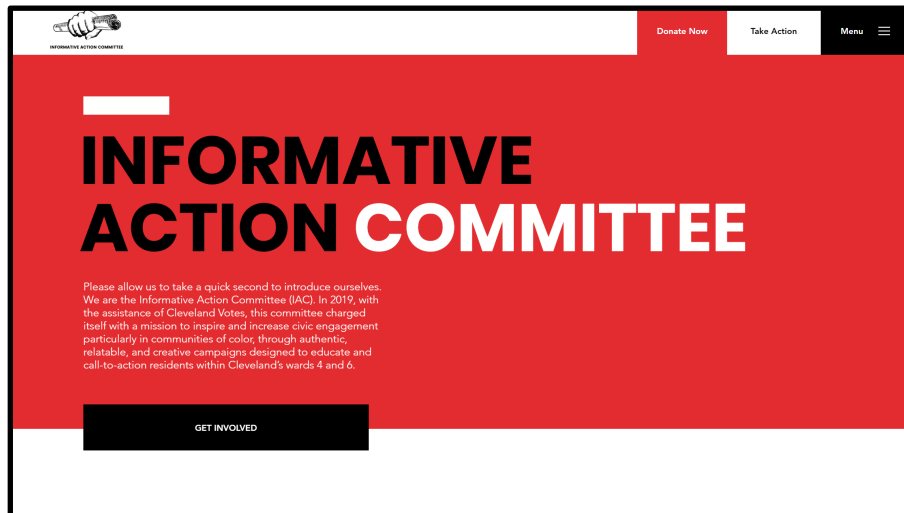 INFORMATIVE ACTION COMMITTEE
Donate Now
Take Action
Menu
INFORMATIVE
ACTION COMMITTEE
Please allow us to take a quick second to introduce ourselves.
We are the Informative Action Committee (IAC). In 2019, with
the assistance of Cleveland Votes, this committee charged
itself with a mission to inspire and increase civic engagement
particularly in communities of color, through authentic,
relatable, and creative campaigns designed to educate and
call-to-action residents within Cleveland's wards 4 and 6.
GET INVOLVED